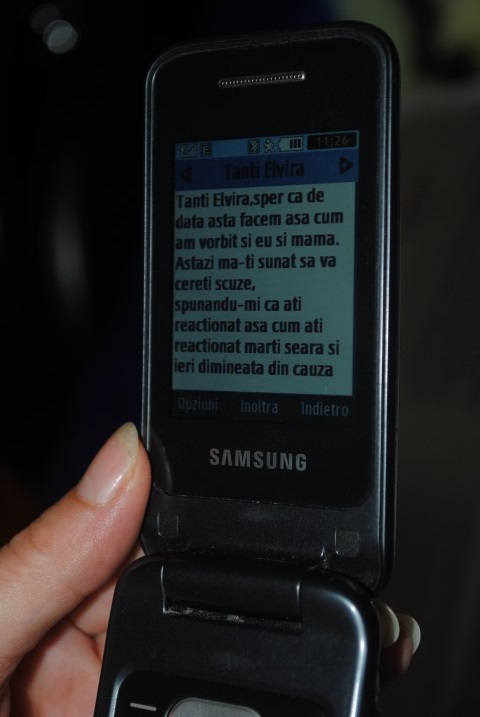 E 11:26
Tanti Elvira
Tanti Elvira,sper ca de
data asta facem asa cum
am vorbit si eu si mama.
Astazi ma-ti sunat sa va
cereti scuze,
spunandu-mi ca ati
reactionat asa cum ati
reactionat marti seara si
ieri dimineata din cauza
Opzioni Inoltra Indietro
SAMSUNG